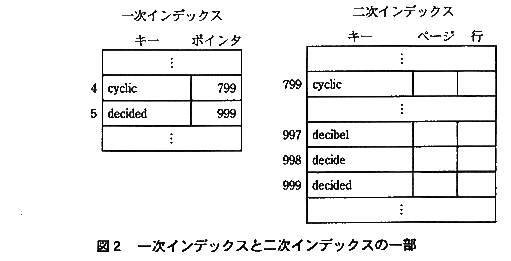 一次インデックス
キー ポインタ
⋮
4 cyclic 799
5 decided 999
⋮
二次インデックス
キー ページ 行
⋮
799 cyclic
⋮
997 decibel
998 decide
999 decided
⋮
図2 一次インデックスと二次インデックスの一部